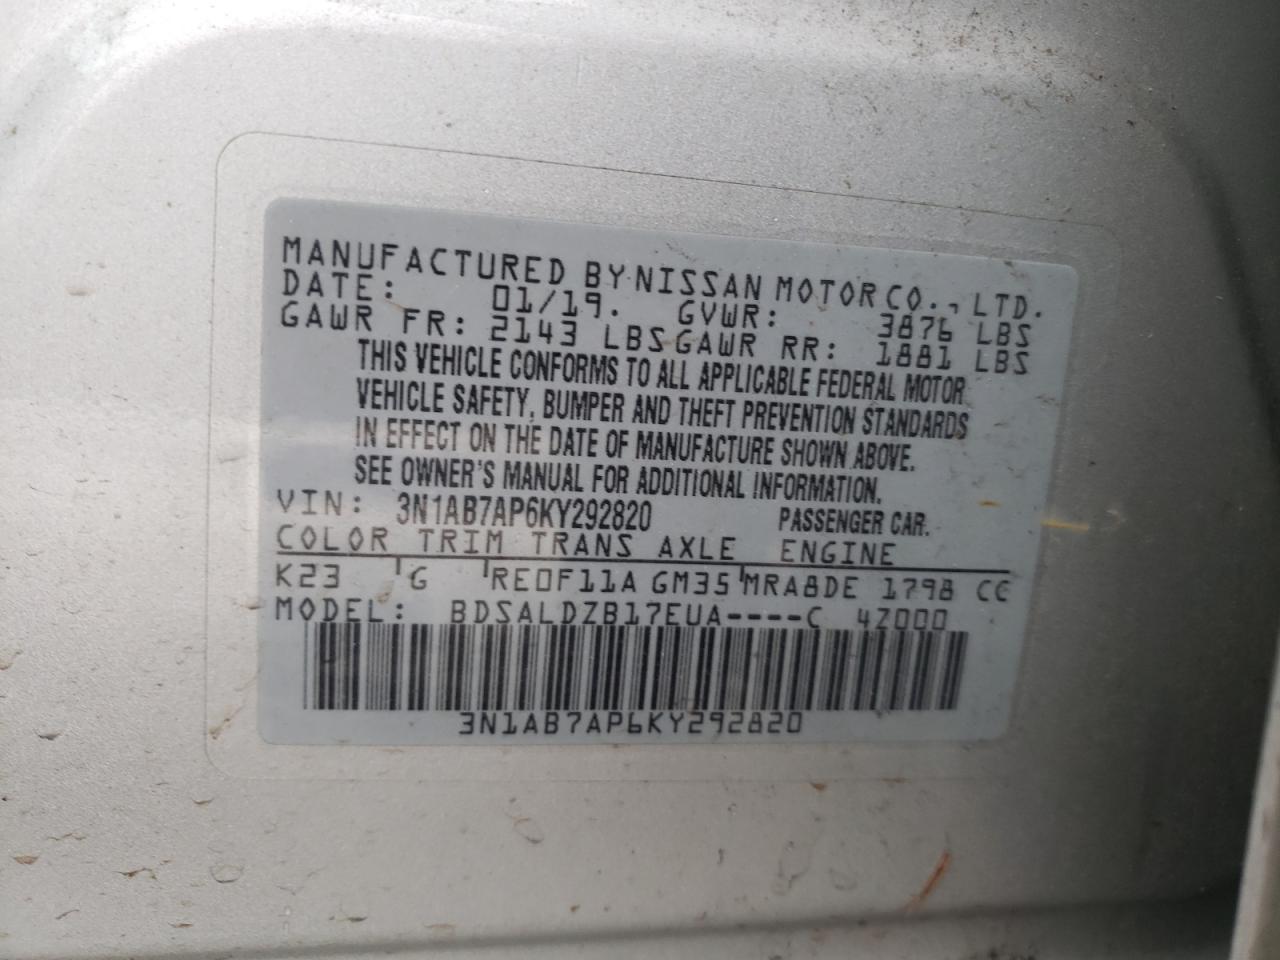 MANUFACTURED BY NISSAN MOTOR CO., LTD.
DATE: 01/19. GVWR: 3876 LBS
GAWR FR: 2143 LBS GAWR RR: 1881 LBS
THIS VEHICLE CONFORMS TO ALL APPLICABLE FEDERAL MOTOR
VEHICLE SAFETY, BUMPER AND THEFT PREVENTION STANDARDS
IN EFFECT ON THE DATE OF MANUFACTURE SHOWN ABOVE.
SEE OWNER'S MANUAL FOR ADDITIONAL INFORMATION.
VIN: 3N1AB7AP6KY292820 PASSENGER CAR.
COLOR TRIM TRANS AXLE ENGINE
K23 G RE0F11A GM35 MRA8DE 1798 CC
MODEL: BDSALDZB17EUA----C 4Z000
3N1AB7AP6KY292820